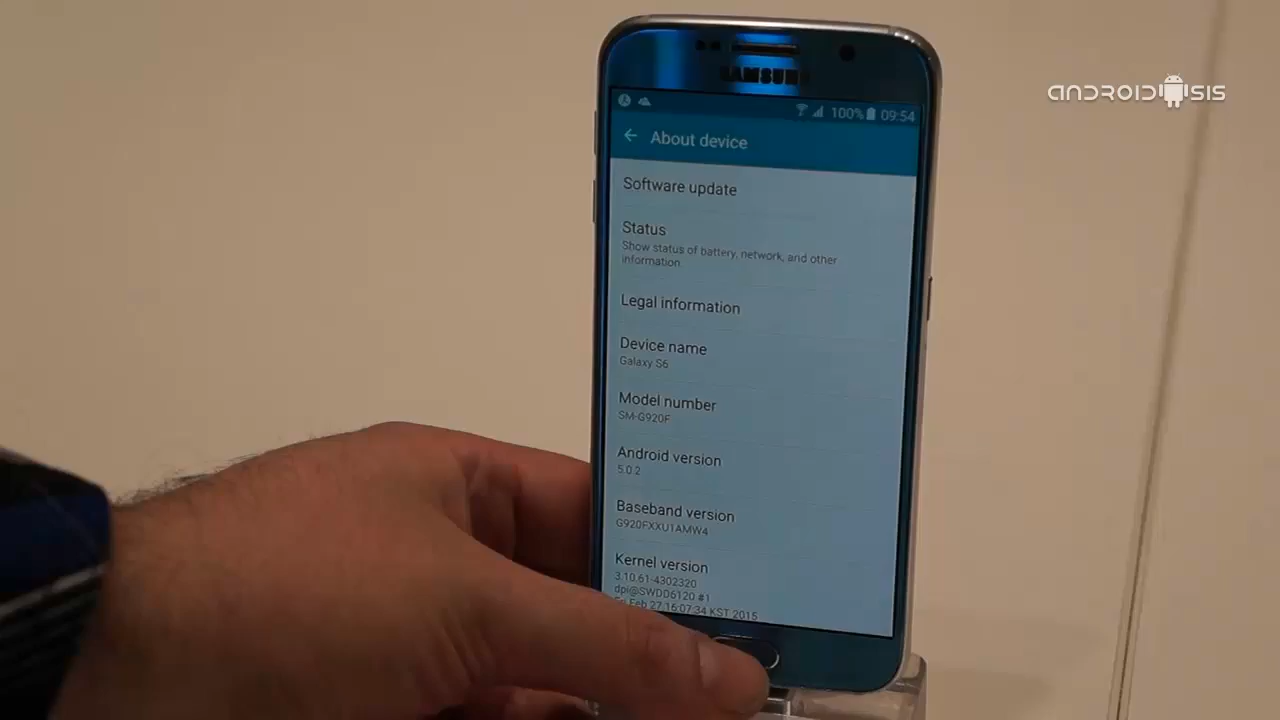 ANDROIDSIS
SAMSUNG
100% 09:54
About device
Software update
Status
Show status of battery, network, and other
information.
Legal information
Device name
Galaxy S6
Model number
SM-G920F
Android version
5.0.2
Baseband version
G920FXXU1AMW4
Kernel version
3.10.61-4302320
dpi@SWDD6120 #1
Fri Feb 27 16:07:34 KST 2015